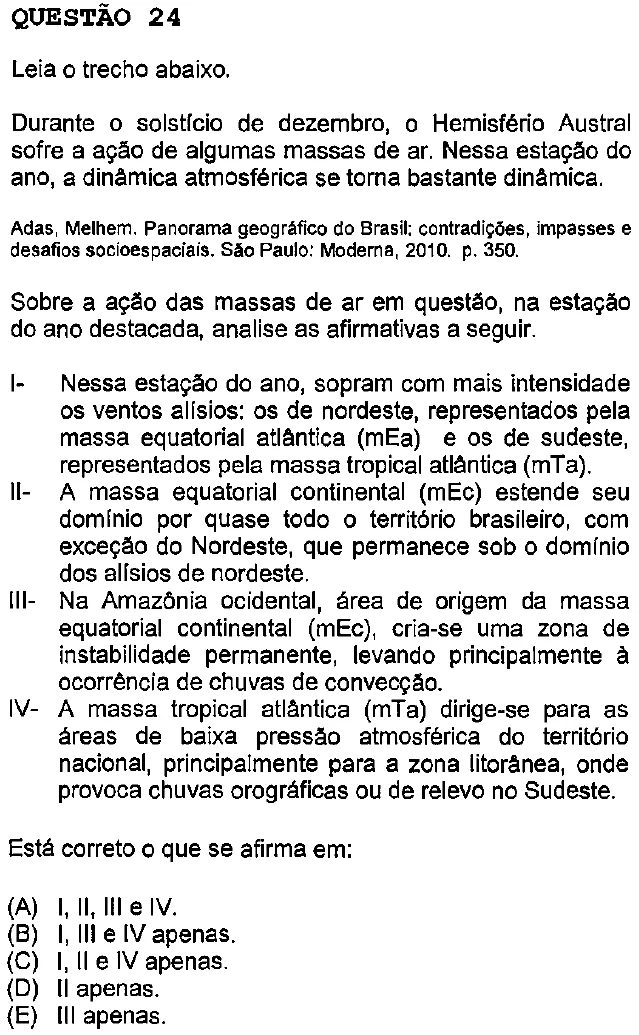 QUESTÃO 24
Leia o trecho abaixo.
Durante o solstício de dezembro, o Hemisfério Austral
sofre a ação de algumas massas de ar. Nessa estação do
ano, a dinâmica atmosférica se torna bastante dinâmica.
Adas, Melhem. Panorama geográfico do Brasil: contradições, impasses e
desafios socioespaciais. São Paulo: Moderna, 2010. p. 350.
Sobre a ação das massas de ar em questão, na estação
do ano destacada, analise as afirmativas a seguir.
I- Nessa estação do ano, sopram com mais intensidade
os ventos alísios: os de nordeste, representados pela
massa equatorial atlântica (mEa) e os de sudeste,
representados pela massa tropical atlântica (mTa).
II- A massa equatorial continental (mEc) estende seu
domínio por quase todo o território brasileiro, com
exceção do Nordeste, que permanece sob o domínio
dos alísios de nordeste.
III- Na Amazônia ocidental, área de origem da massa
equatorial continental (mEc), cria-se uma zona de
instabilidade permanente, levando principalmente à
ocorrência de chuvas de convecção.
IV- A massa tropical atlântica (mTa) dirige-se para as
áreas de baixa pressão atmosférica do território
nacional, principalmente para a zona litorânea, onde
provoca chuvas orográficas ou de relevo no Sudeste.
Está correto o que se afirma em:
(A) I, II, III e IV.
(B) I, III e IV apenas.
(C) I, II e IV apenas.
(D) II apenas.
(E) III apenas.